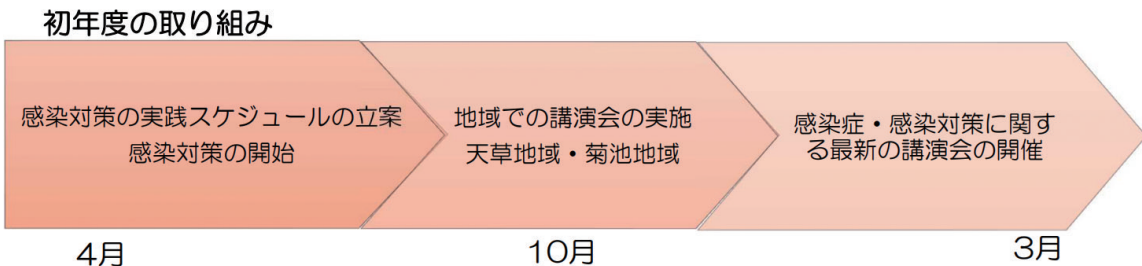 初年度の取り組み
感染対策の実践スケジュールの立案
感染対策の開始
地域での講演会の実施
天草地域・菊池地域
感染症・感染対策に関す
る最新の講演会の開催
4月
10月
3月